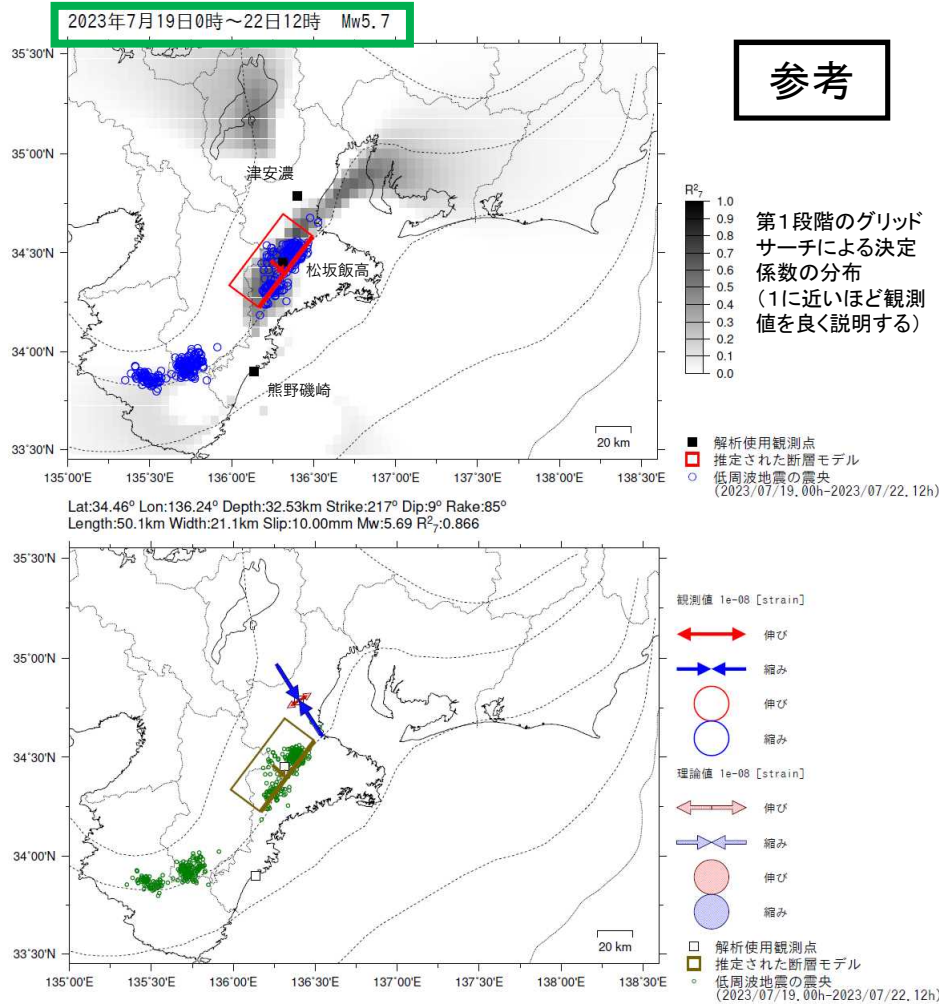 2023年7月19日0時～22日12時 Mw5.7
参考
35˚30'N
35˚00'N
34˚30'N
34˚00'N
33˚30'N
津安濃
松坂飯高
熊野磯崎
20 km
135˚00'E
135˚30'E
136˚00'E
136˚30'E
137˚00'E
137˚30'E
138˚00'E
138˚30'E
R²₇
1.0
0.9
0.8
0.7
0.6
0.5
0.4
0.3
0.2
0.1
0.0
第1段階のグリッド
サーチによる決定
係数の分布
(1に近いほど観測
値を良く説明する)
解析使用観測点
推定された断層モデル
低周波地震の震央
(2023/07/19.00h-2023/07/22.12h)
Lat:34.46° Lon:136.24° Depth:32.53km Strike:217° Dip:9° Rake:85°
Length:50.1km Width:21.1km Slip:10.00mm Mw:5.69 R²₇:0.866
35˚30'N
35˚00'N
34˚30'N
34˚00'N
33˚30'N
20 km
135˚00'E
135˚30'E
136˚00'E
136˚30'E
137˚00'E
137˚30'E
138˚00'E
138˚30'E
観測値 1e-08 [strain]
伸び
縮み
伸び
縮み
理論値 1e-08 [strain]
伸び
縮み
伸び
縮み
解析使用観測点
推定された断層モデル
低周波地震の震央
(2023/07/19.00h-2023/07/22.12h)